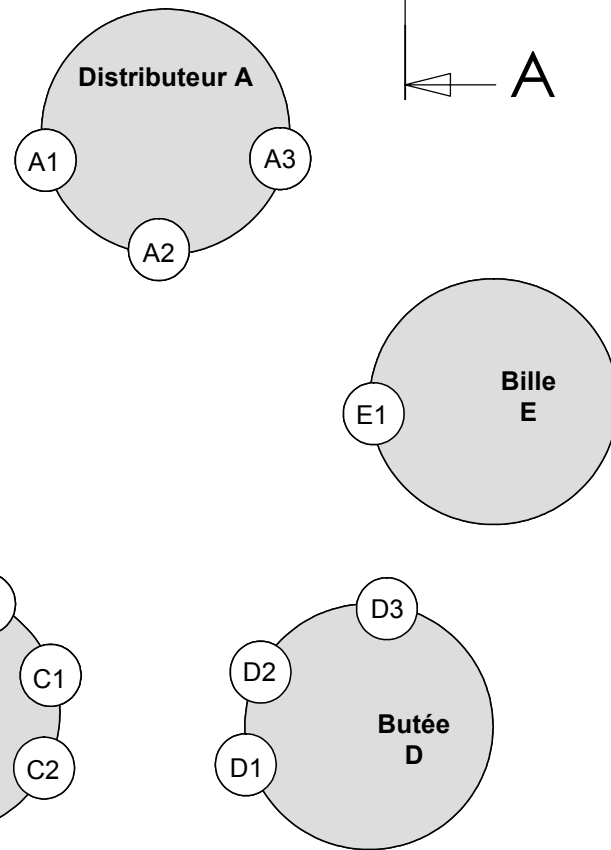 Distributeur A
A
A1
A3
A2
Bille
E
E1
D3
C1
D2
Butée
D
C2
D1